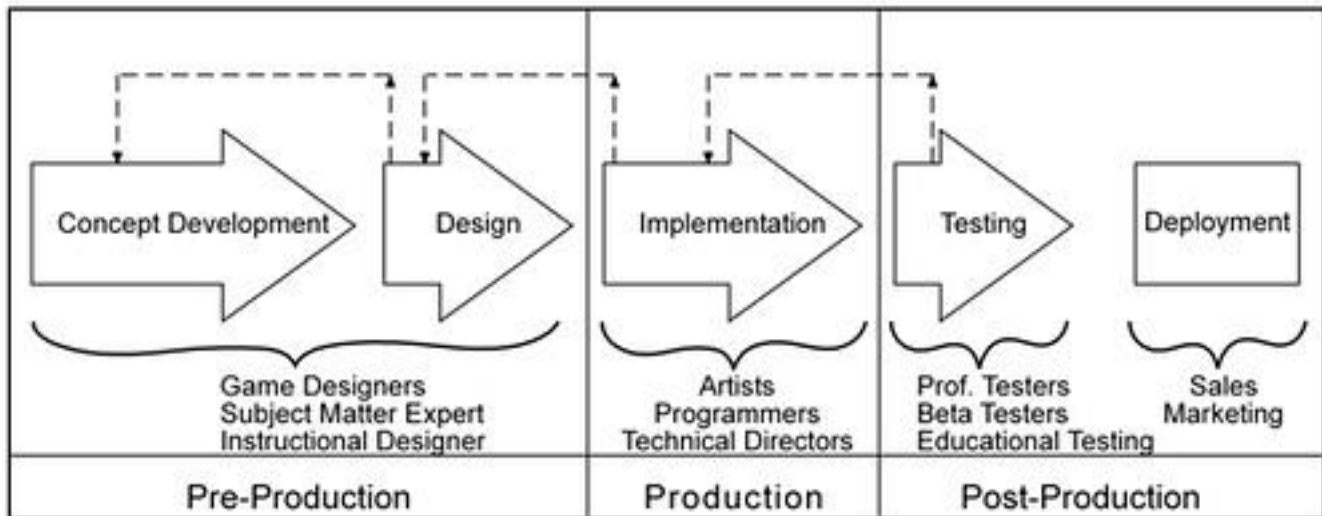 Concept Development
Design
Implementation
Testing
Deployment
Game Designers
Subject Matter Expert
Instructional Designer
Artists
Programmers
Technical Directors
Prof. Testers
Beta Testers
Educational Testing
Sales
Marketing
Pre-Production
Production
Post-Production